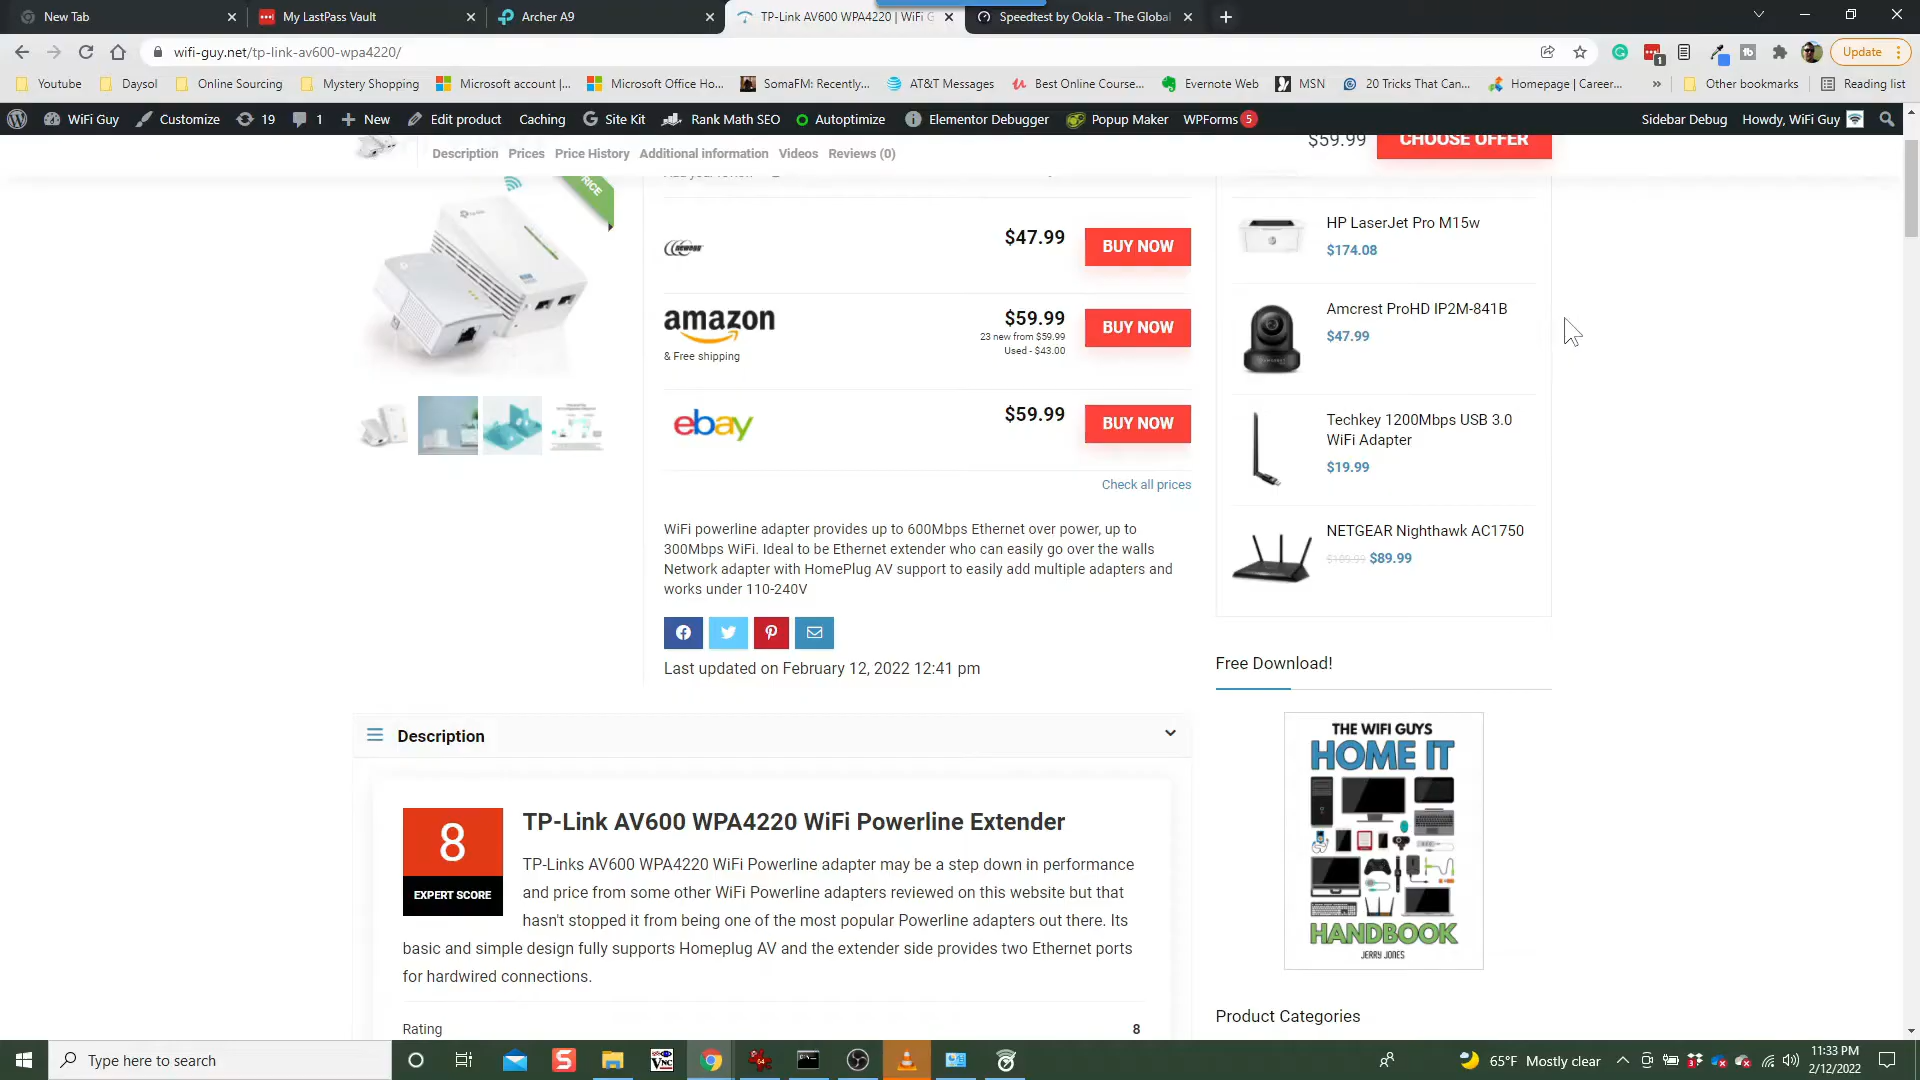 New Tab
My LastPass Vault
Archer A9
TP-Link AV600 WPA4220 | WiFi G
Speedtest by Ookla - The Global
wifi-guy.net/tp-link-av600-wpa4220/
Update
Youtube
Daysol
Online Sourcing
Mystery Shopping
Microsoft account |...
Microsoft Office Ho...
SomaFM: Recently...
AT&T Messages
Best Online Course...
Evernote Web
MSN
20 Tricks That Can...
Homepage | Career...
»
Other bookmarks
Reading list
WiFi Guy
Customize
19
1
New
Edit product
Caching
Site Kit
Rank Math SEO
Autoptimize
Elementor Debugger
Popup Maker
WPForms 5
Sidebar Debug
Howdy, WiFi Guy
$59.99
CHOOSE OFFER
Description
Prices
Price History
Additional information
Videos
Reviews (0)
newegg
$47.99
BUY NOW
amazon
& Free shipping
$59.99
23 new from $59.99
Used - $43.00
BUY NOW
ebay
$59.99
BUY NOW
Check all prices
WiFi powerline adapter provides up to 600Mbps Ethernet over power, up to
300Mbps WiFi. Ideal to be Ethernet extender who can easily go over the walls
Network adapter with HomePlug AV support to easily add multiple adapters and
works under 110-240V
Last updated on February 12, 2022 12:41 pm
HP LaserJet Pro M15w
$174.08
Amcrest ProHD IP2M-841B
$47.99
Techkey 1200Mbps USB 3.0
WiFi Adapter
$19.99
NETGEAR Nighthawk AC1750
$109.99 $89.99
Free Download!
THE WIFI GUYS
HOME IT
HANDBOOK
JERRY JONES
Product Categories
Description
8
EXPERT SCORE
TP-Link AV600 WPA4220 WiFi Powerline Extender
TP-Links AV600 WPA4220 WiFi Powerline adapter may be a step down in performance
and price from some other WiFi Powerline adapters reviewed on this website but that
hasn't stopped it from being one of the most popular Powerline adapters out there. Its
basic and simple design fully supports Homeplug AV and the extender side provides two Ethernet ports
for hardwired connections.
Rating
8
Type here to search
65°F Mostly clear
11:33 PM
2/12/2022